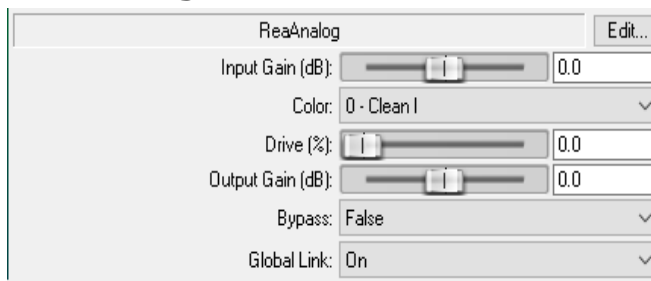 ReaAnalog Edit...
Input Gain (dB): 0.0
Color: 0 - Clean I
Drive (%): 0.0
Output Gain (dB): 0.0
Bypass: False
Global Link: On